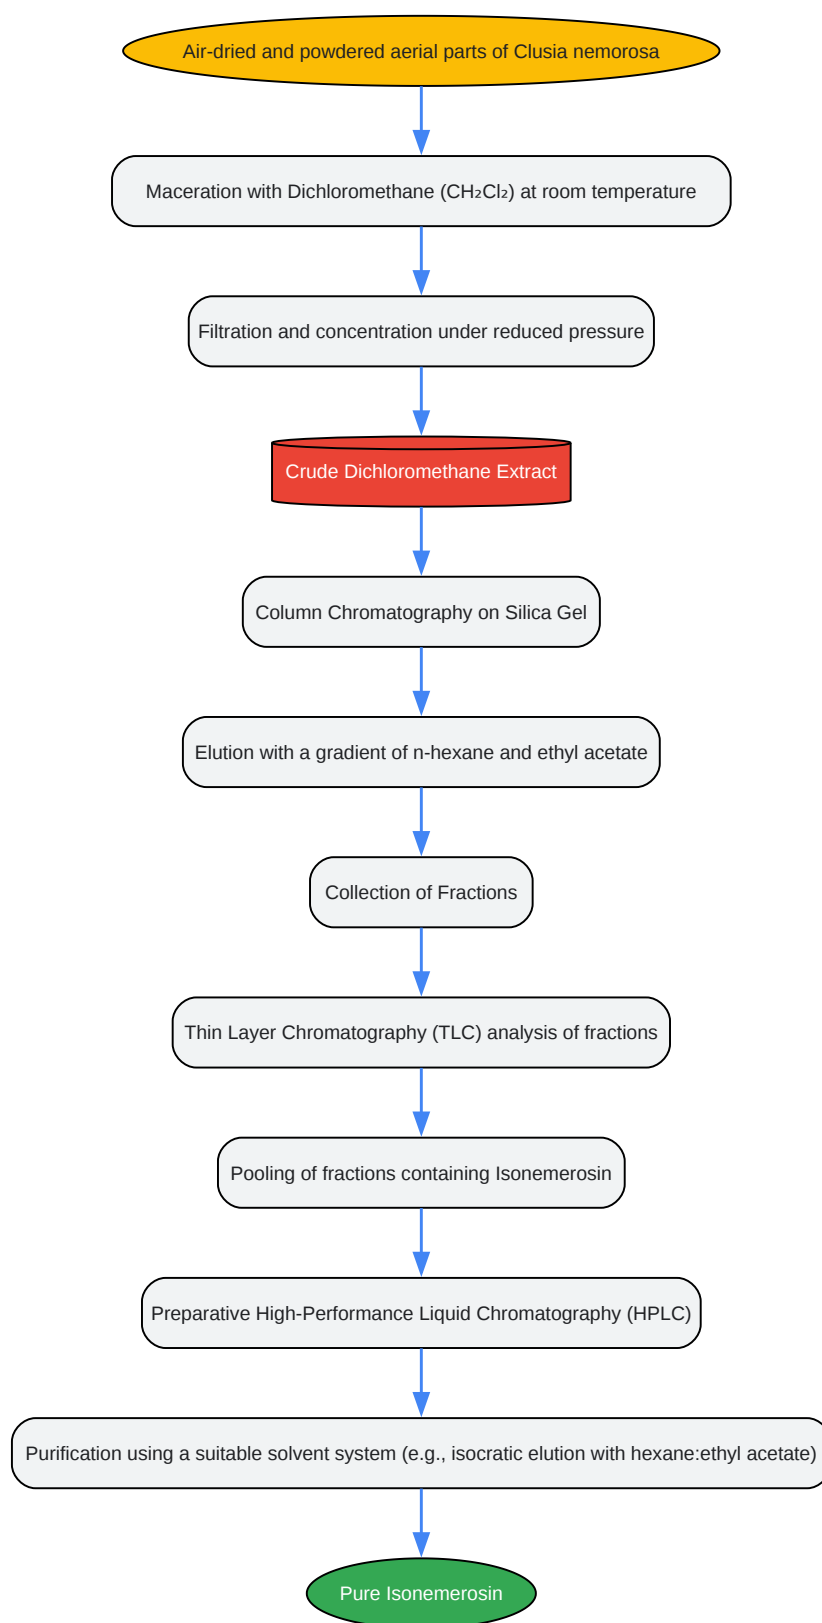 Air-dried and powdered aerial parts of Clusia nemorosa
Maceration with Dichloromethane (CH₂Cl₂) at room temperature
Filtration and concentration under reduced pressure
Crude Dichloromethane Extract
Column Chromatography on Silica Gel
Elution with a gradient of n-hexane and ethyl acetate
Collection of Fractions
Thin Layer Chromatography (TLC) analysis of fractions
Pooling of fractions containing Isonemerosin
Preparative High-Performance Liquid Chromatography (HPLC)
Purification using a suitable solvent system (e.g., isocratic elution with hexane:ethyl acetate)
Pure Isonemerosin